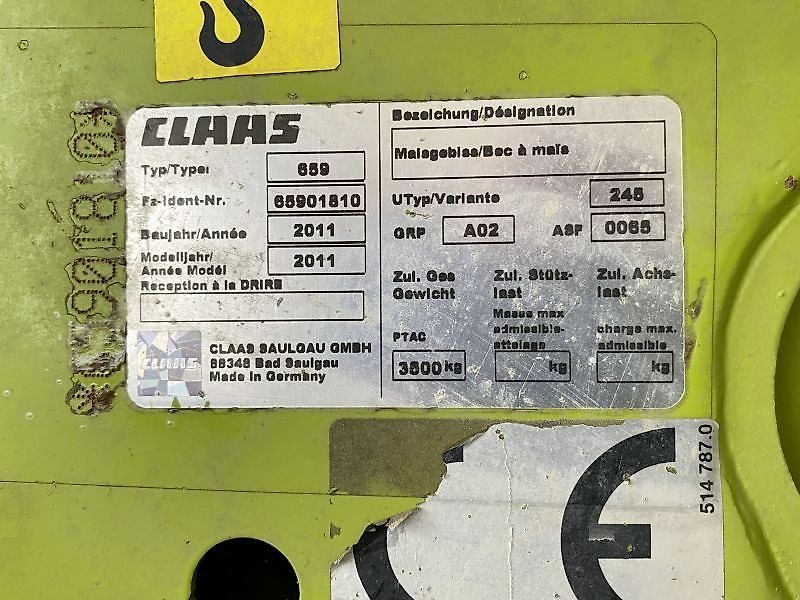 CLAAS
Typ/Type: 659
Fz-Ident-Nr. 65901810
Baujahr/Année 2011
Modelljahr/
Année Modél 2011
Reception à la DRIRE
CLAAS
CLAAS SAULGAU GMBH
88348 Bad Saulgau
Made in Germany
Bezeichung/Désignation
Maisgebiss/Bec à maïs
UTyp/Variante 245
GRP A02 ASF 0065
Zul. Ges
Gewicht
PTAC
3500 kg
Zul. Stütz-
last
Masse max
admissible-
attelage
kg
Zul. Achs-
last
charge max.
admissible
kg
514 787.0
CE